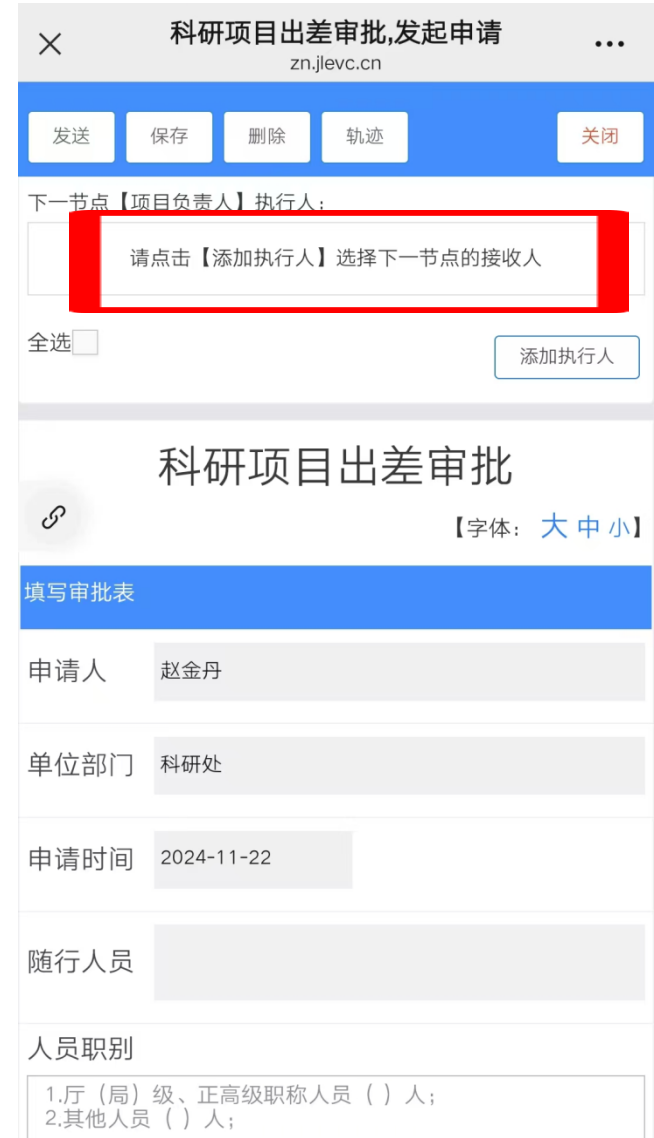 科研项目出差审批,发起申请
zn.jlevc.cn
发送 保存 删除 轨迹 关闭
下一节点【项目负责人】执行人:
请点击【添加执行人】选择下一节点的接收人
全选
添加执行人
科研项目出差审批
【字体: 大 中 小】
填写审批表
申请人 赵金丹
单位部门 科研处
申请时间 2024-11-22
随行人员
人员职别
1.厅（局）级、正高级职称人员（ ）人;
2.其他人员（ ）人;